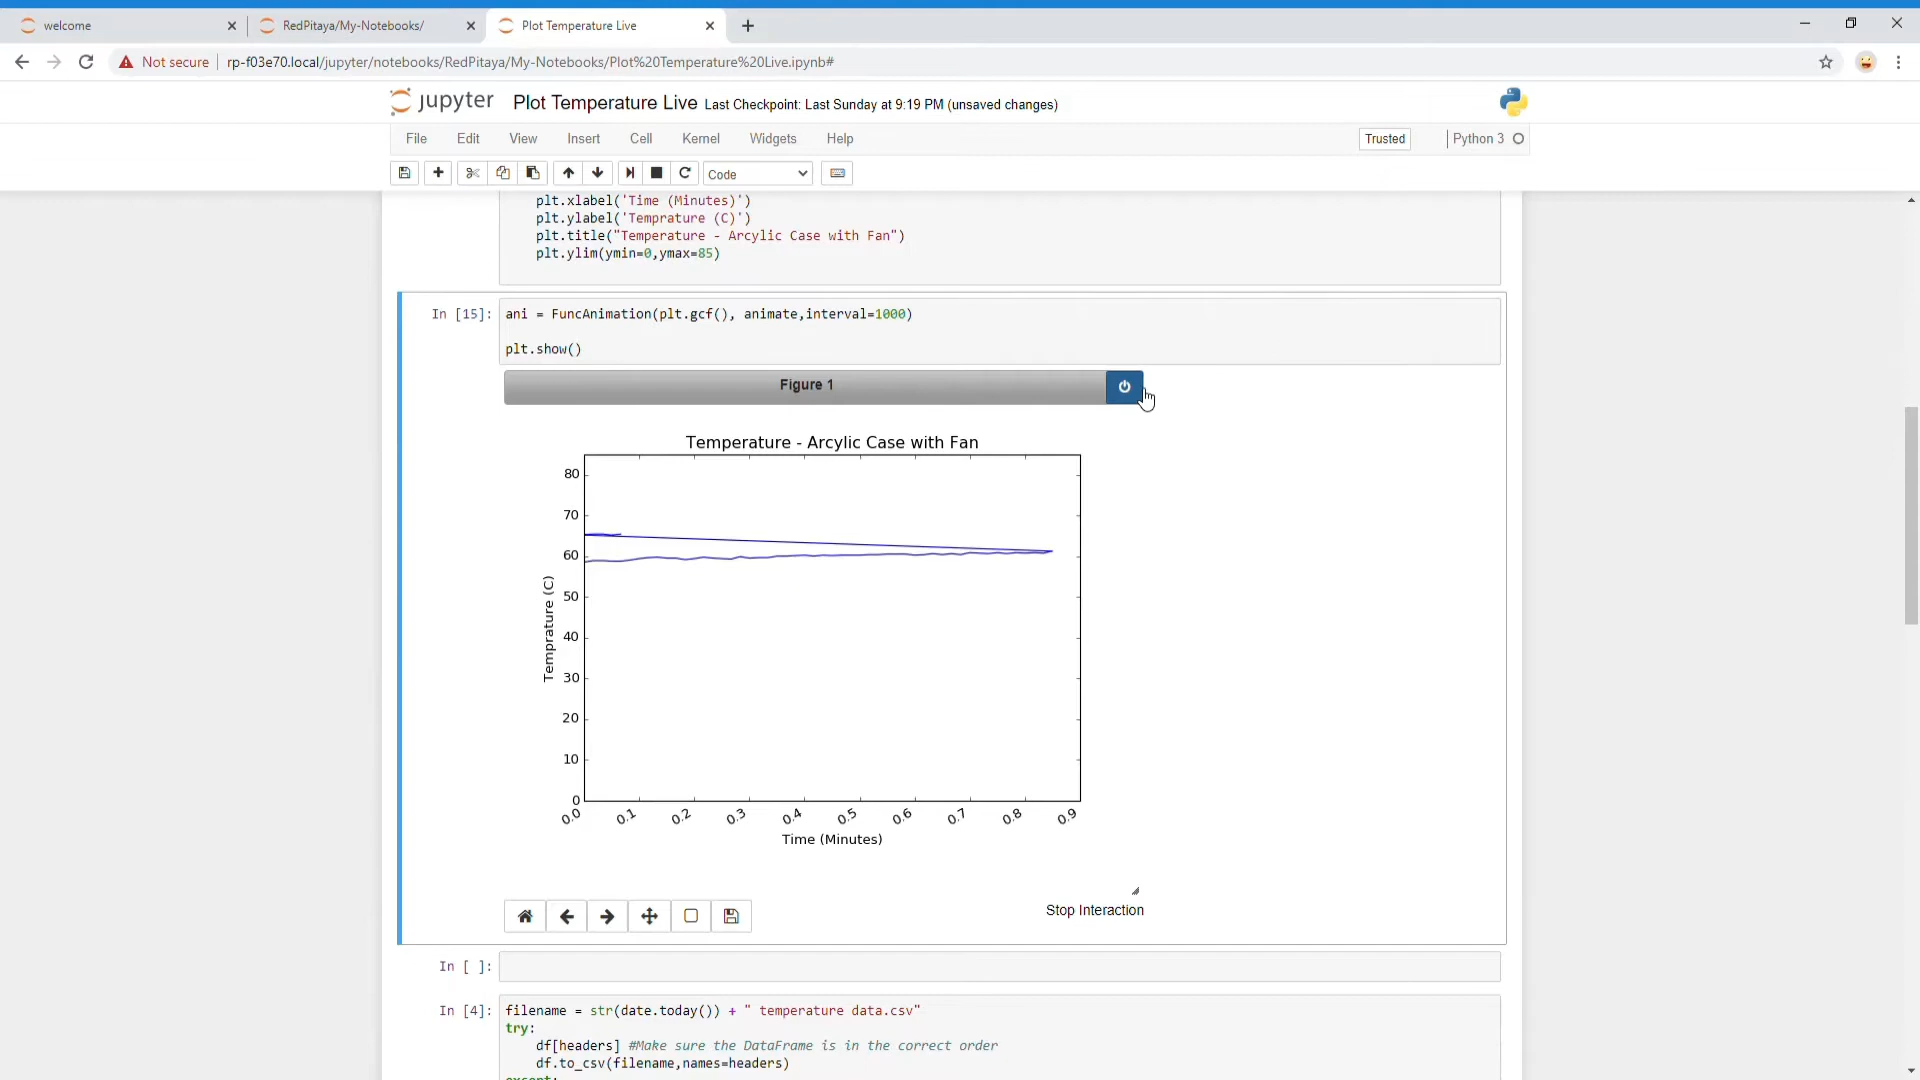 welcome
RedPitaya/My-Notebooks/
Plot Temperature Live
Not secure
rp-f03e70.local/jupyter/notebooks/RedPitaya/My-Notebooks/Plot%20Temperature%20Live.ipynb#
jupyter
Plot Temperature Live Last Checkpoint: Last Sunday at 9:19 PM (unsaved changes)
File Edit View Insert Cell Kernel Widgets Help
Trusted
Python 3
Code
plt.xlabel('Time (Minutes)')
plt.ylabel('Temprature (C)')
plt.title("Temperature - Arcylic Case with Fan")
plt.ylim(ymin=0,ymax=85)
In [15]:
ani = FuncAnimation(plt.gcf(), animate,interval=1000)
plt.show()
Figure 1
Temperature - Arcylic Case with Fan
80
70
60
50
40
30
20
10
0
Temprature (C)
0.0 0.1 0.2 0.3 0.4 0.5 0.6 0.7 0.8 0.9
Time (Minutes)
Stop Interaction
In [ ]:
In [4]:
filename = str(date.today()) + " temperature data.csv"
try:
df[headers] #Make sure the DataFrame is in the correct order
df.to_csv(filename,names=headers)
except: